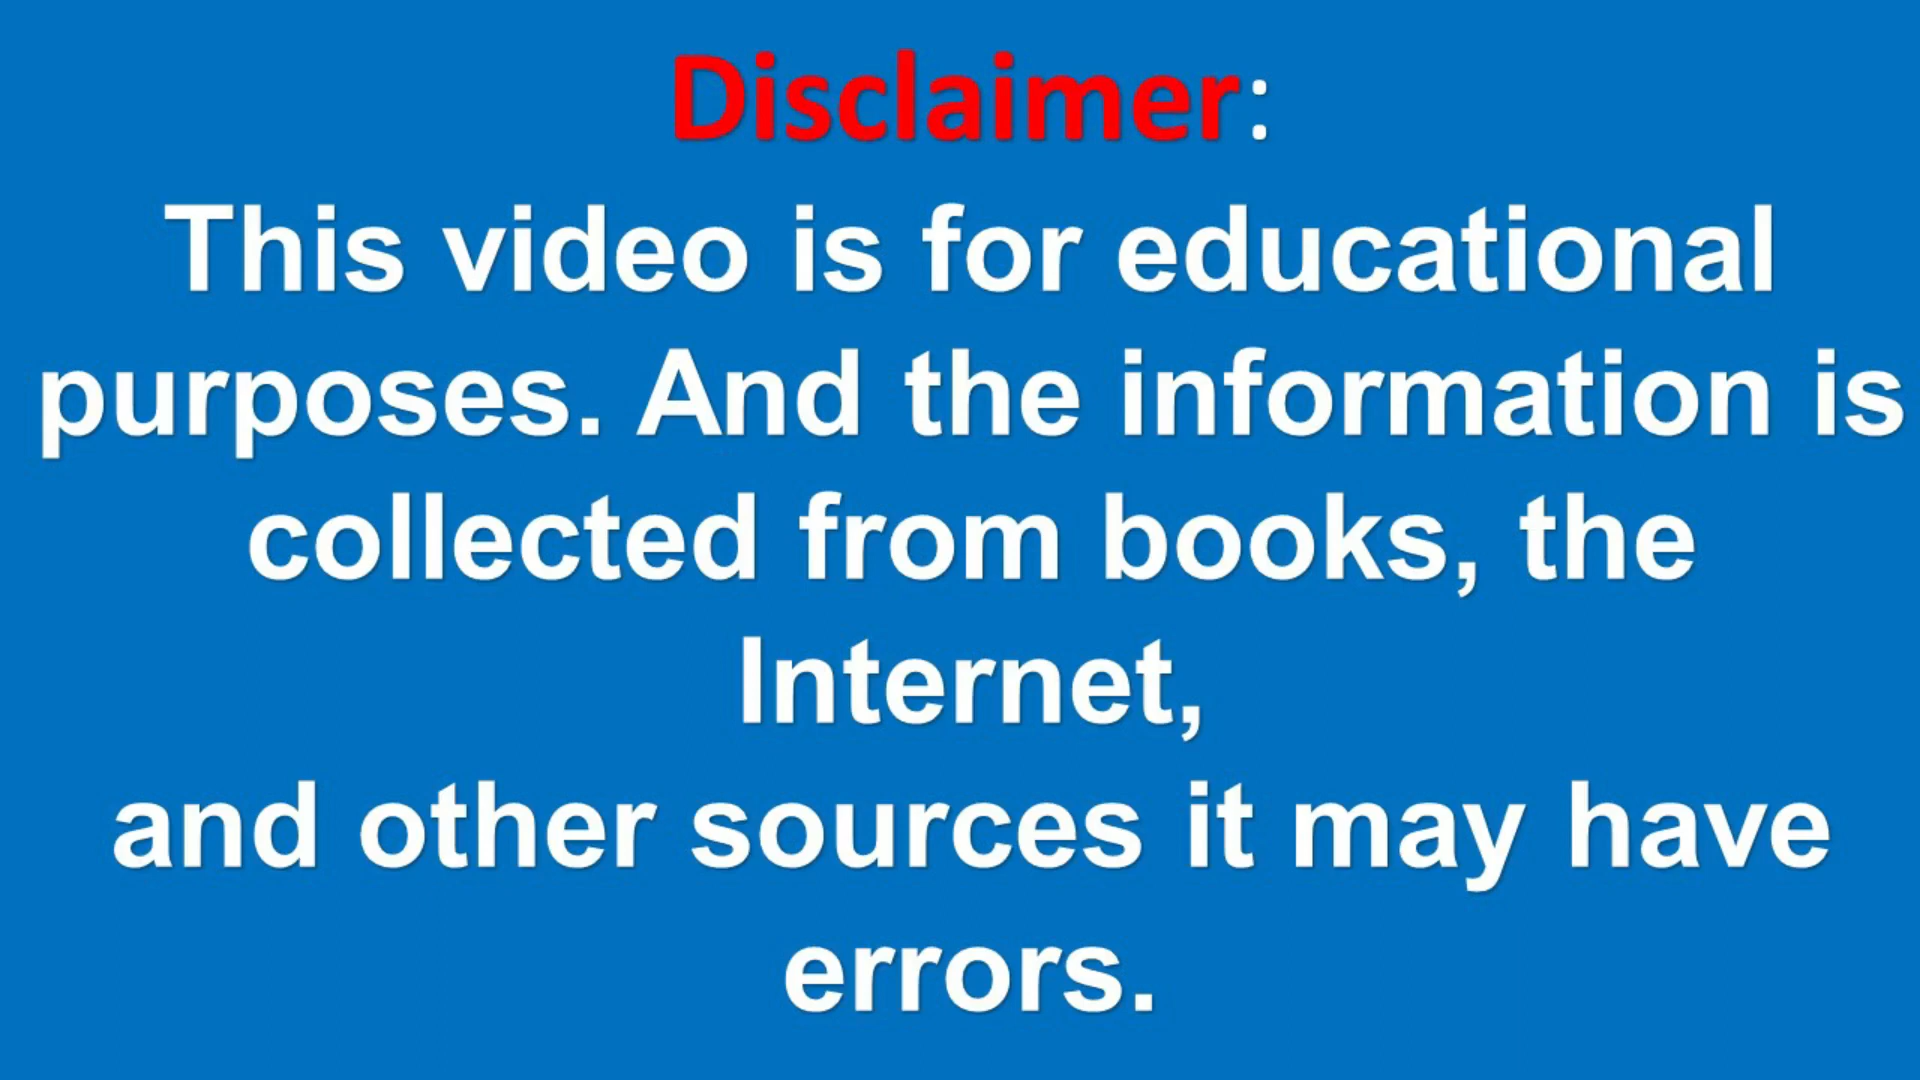 Disclaimer:
This video is for educational
purposes. And the information is
collected from books, the
Internet,
and other sources it may have
errors.